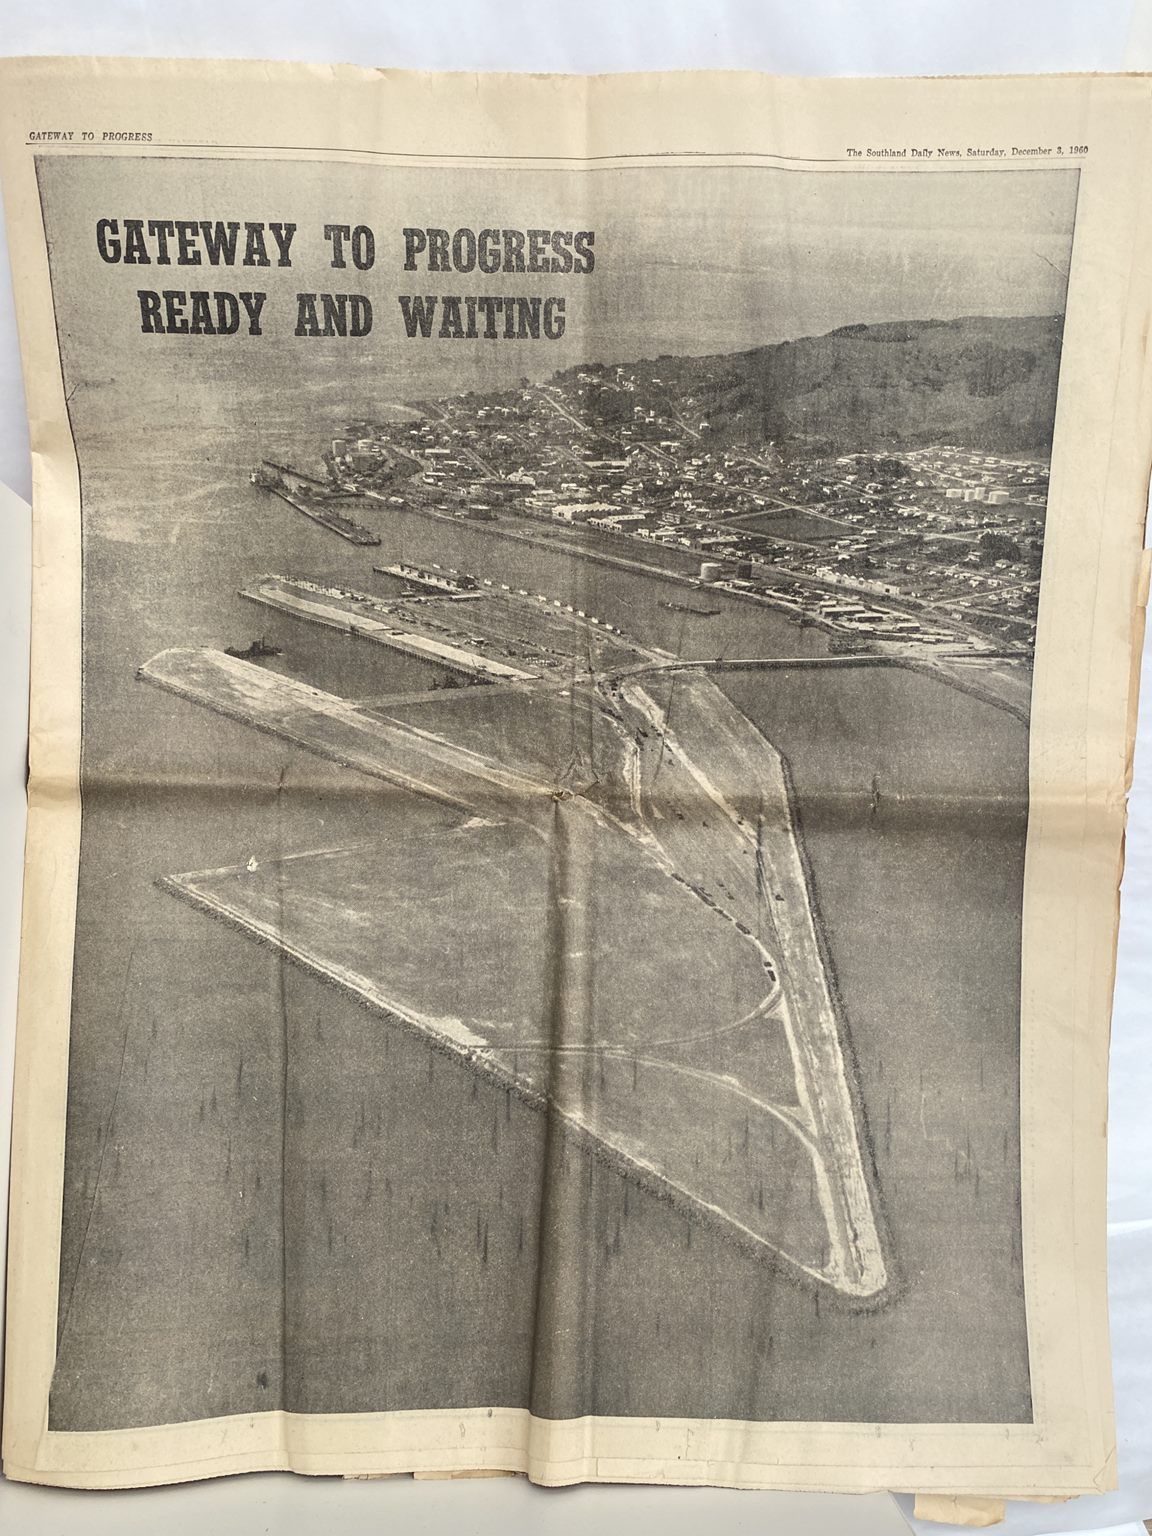 GATEWAY TO PROGRESS
The Southland Daily News, Saturday, December 3, 1960
GATEWAY TO PROGRESS
READY AND WAITING